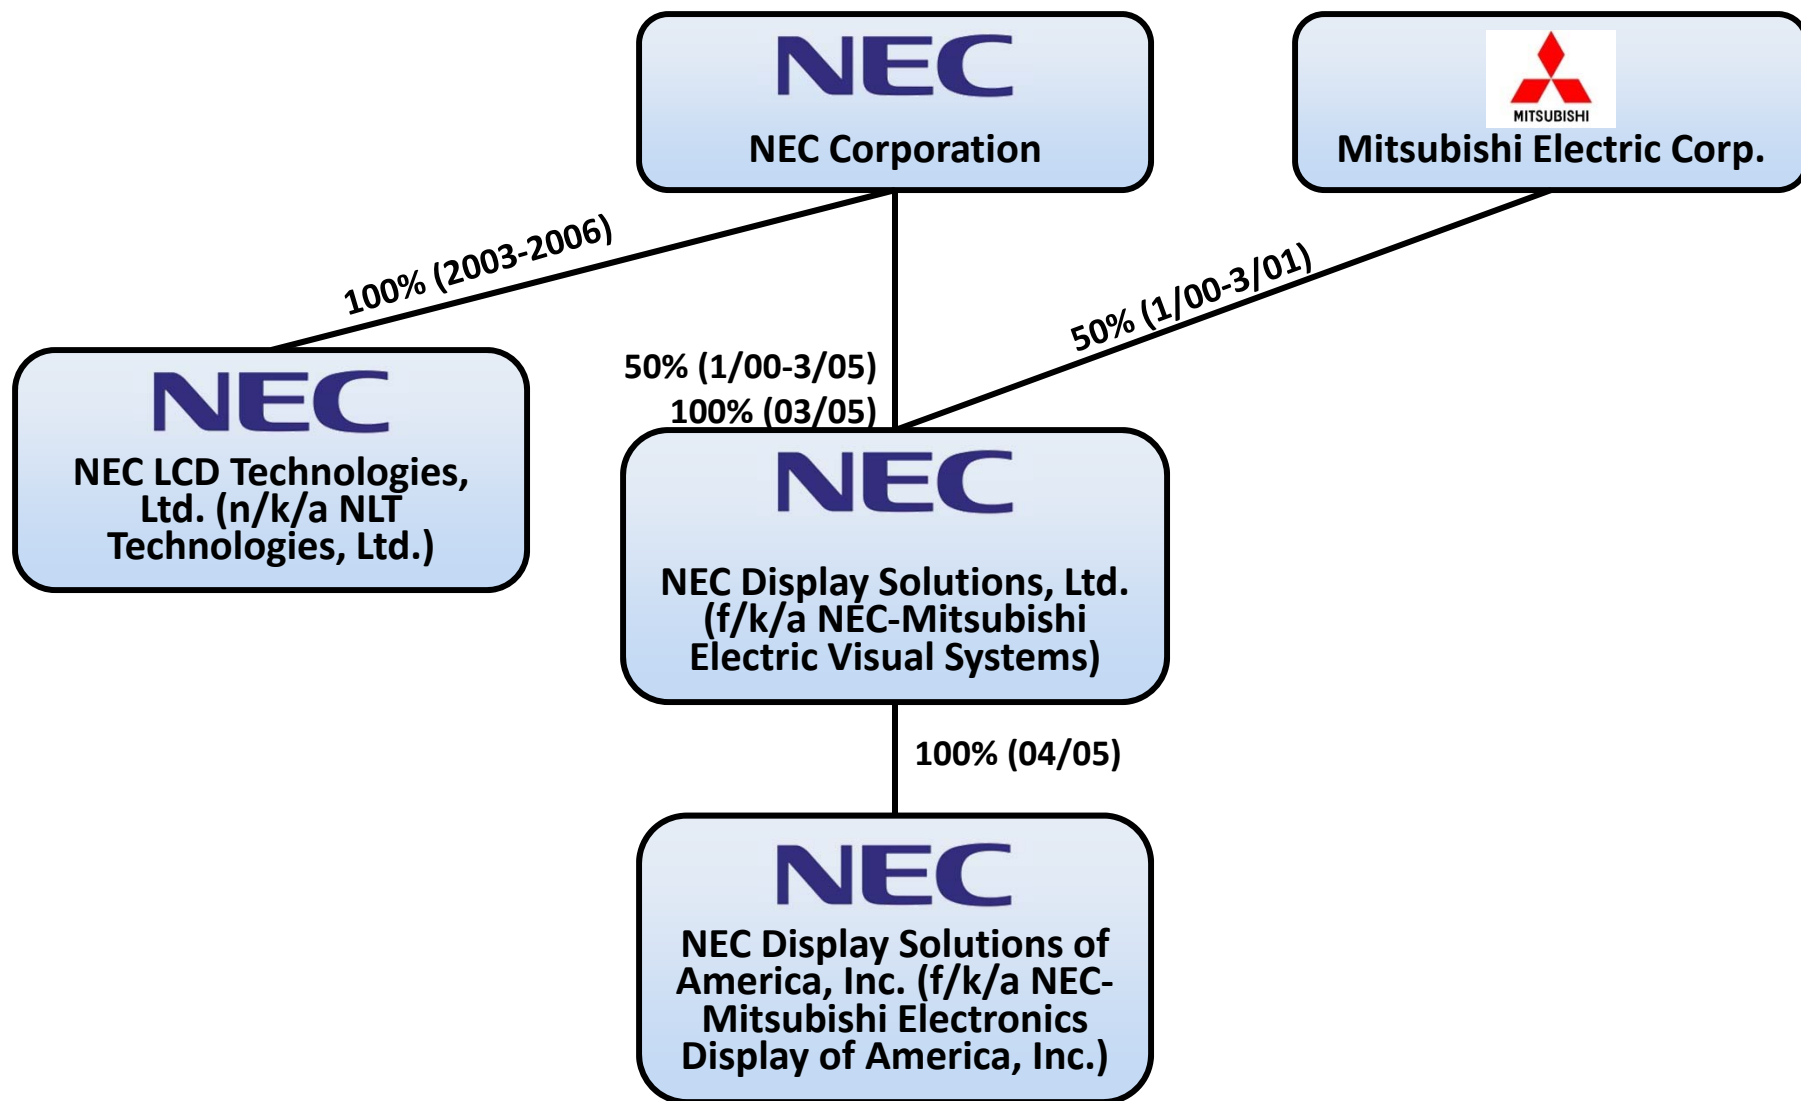 NEC
NEC Corporation
MITSUBISHI
Mitsubishi Electric Corp.
100% (2003-2006)
50% (1/00-3/01)
50% (1/00-3/05)
100% (03/05)
NEC
NEC LCD Technologies,
Ltd. (n/k/a NLT
Technologies, Ltd.)
NEC
NEC Display Solutions, Ltd.
(f/k/a NEC-Mitsubishi
Electric Visual Systems)
100% (04/05)
NEC
NEC Display Solutions of
America, Inc. (f/k/a NEC-
Mitsubishi Electronics
Display of America, Inc.)